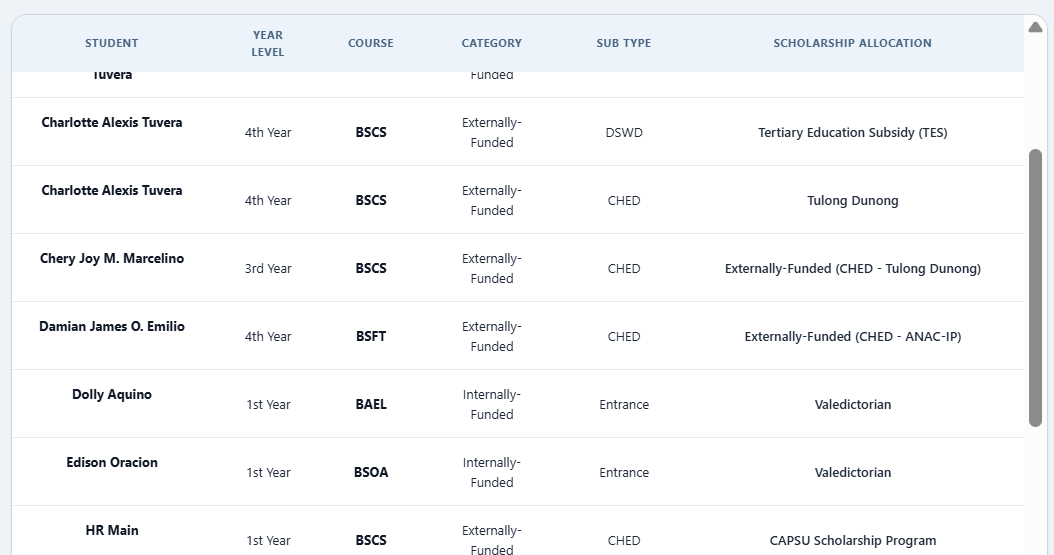 STUDENT YEAR LEVEL COURSE CATEGORY SUB TYPE SCHOLARSHIP ALLOCATION
Tuvera Funded
Charlotte Alexis Tuvera 4th Year BSCS Externally-Funded DSWD Tertiary Education Subsidy (TES)
Charlotte Alexis Tuvera 4th Year BSCS Externally-Funded CHED Tulong Dunong
Chery Joy M. Marcelino 3rd Year BSCS Externally-Funded CHED Externally-Funded (CHED - Tulong Dunong)
Damian James O. Emilio 4th Year BSFT Externally-Funded CHED Externally-Funded (CHED - ANAC-IP)
Dolly Aquino 1st Year BAEL Internally-Funded Entrance Valedictorian
Edison Oracion 1st Year BSOA Internally-Funded Entrance Valedictorian
HR Main 1st Year BSCS Externally-Funded CHED CAPSU Scholarship Program